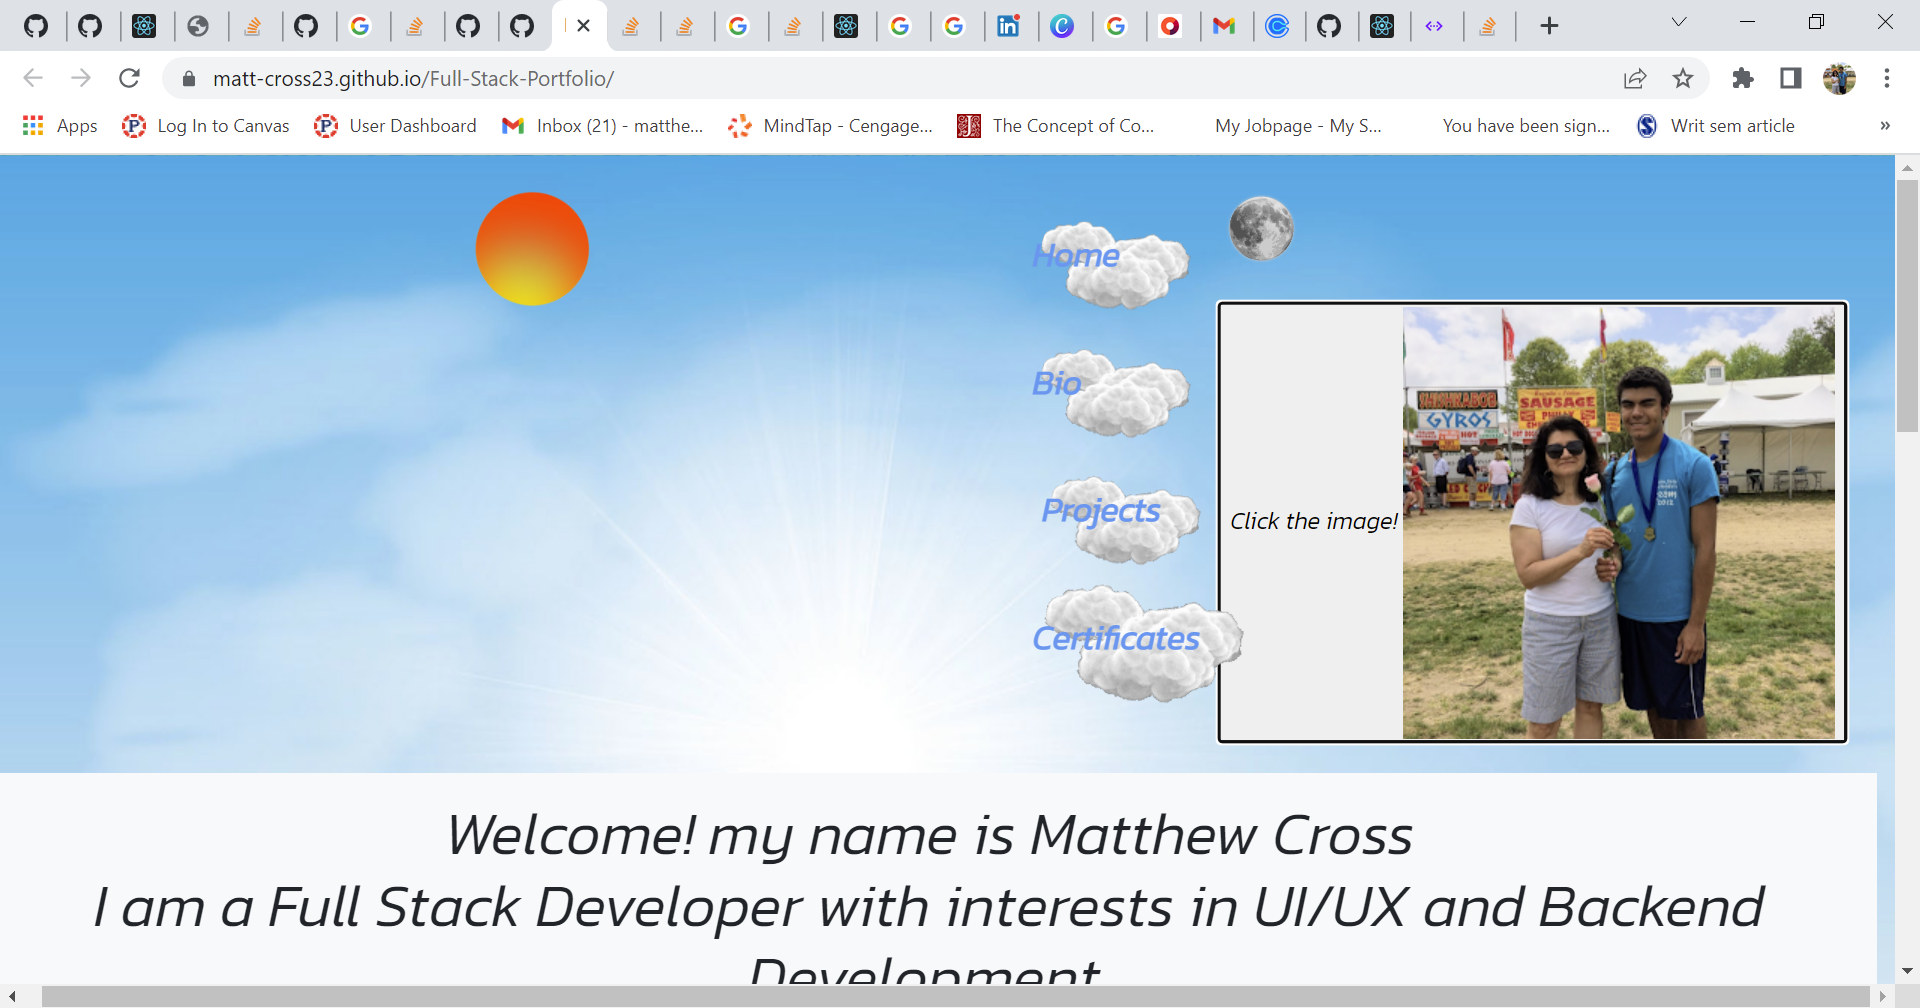 matt-cross23.github.io/Full-Stack-Portfolio/
Apps
Log In to Canvas
User Dashboard
Inbox (21) - matthe...
MindTap - Cengage...
The Concept of Co...
My Jobpage - My S...
You have been sign...
Writ sem article
»
Home
Bio
Projects
Certificates
Click the image!
GYROS
SAUSAGE
Welcome! my name is Matthew Cross
I am a Full Stack Developer with interests in UI/UX and Backend
Development